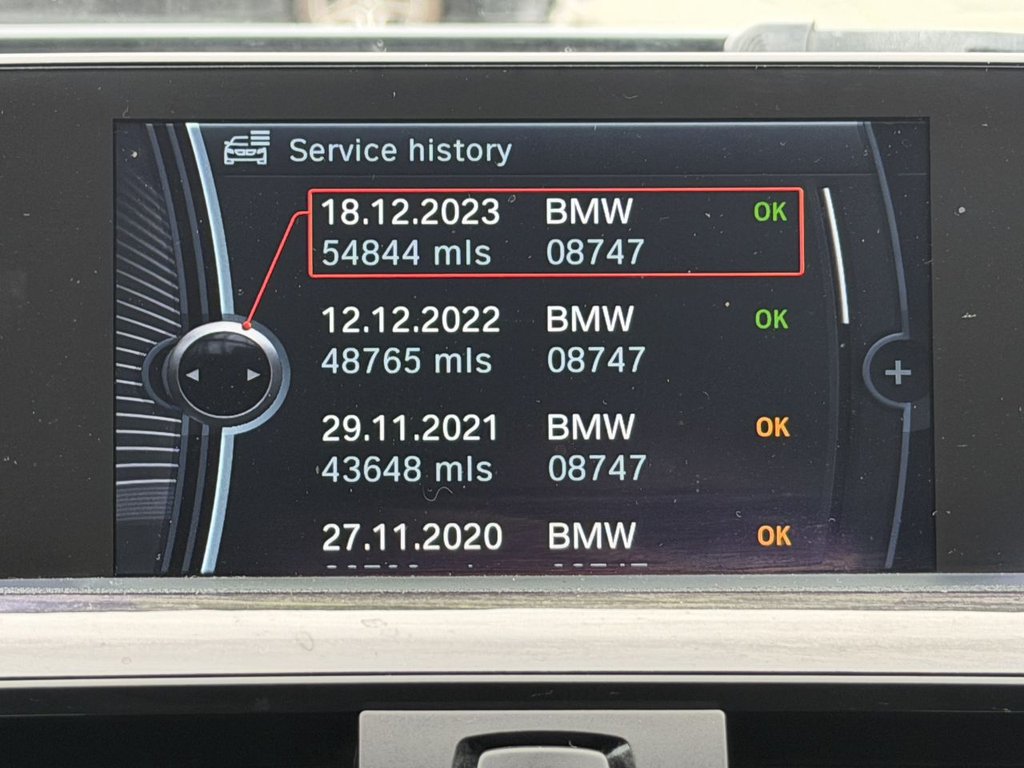 Service history
18.12.2023 BMW OK
54844 mls 08747
12.12.2022 BMW OK
48765 mls 08747
29.11.2021 BMW OK
43648 mls 08747
27.11.2020 BMW OK